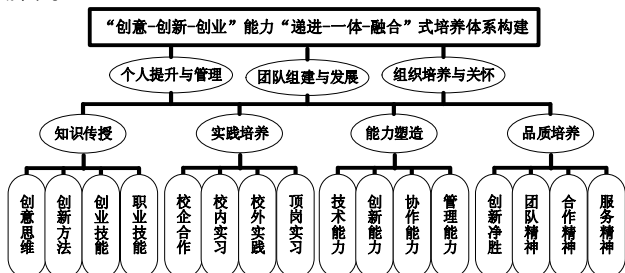 “创意-创新-创业”能力“递进-一体-融合”式培养体系构建
个人提升与管理
团队组建与发展
组织培养与关怀
知识传授
实践培养
能力塑造
品质培养
创意思维
创新方法
创业技能
职业技能
校企合作
校内实习
校外实践
顶岗实习
技术能力
创新能力
协作能力
管理能力
创新净胜
团队精神
合作精神
服务精神